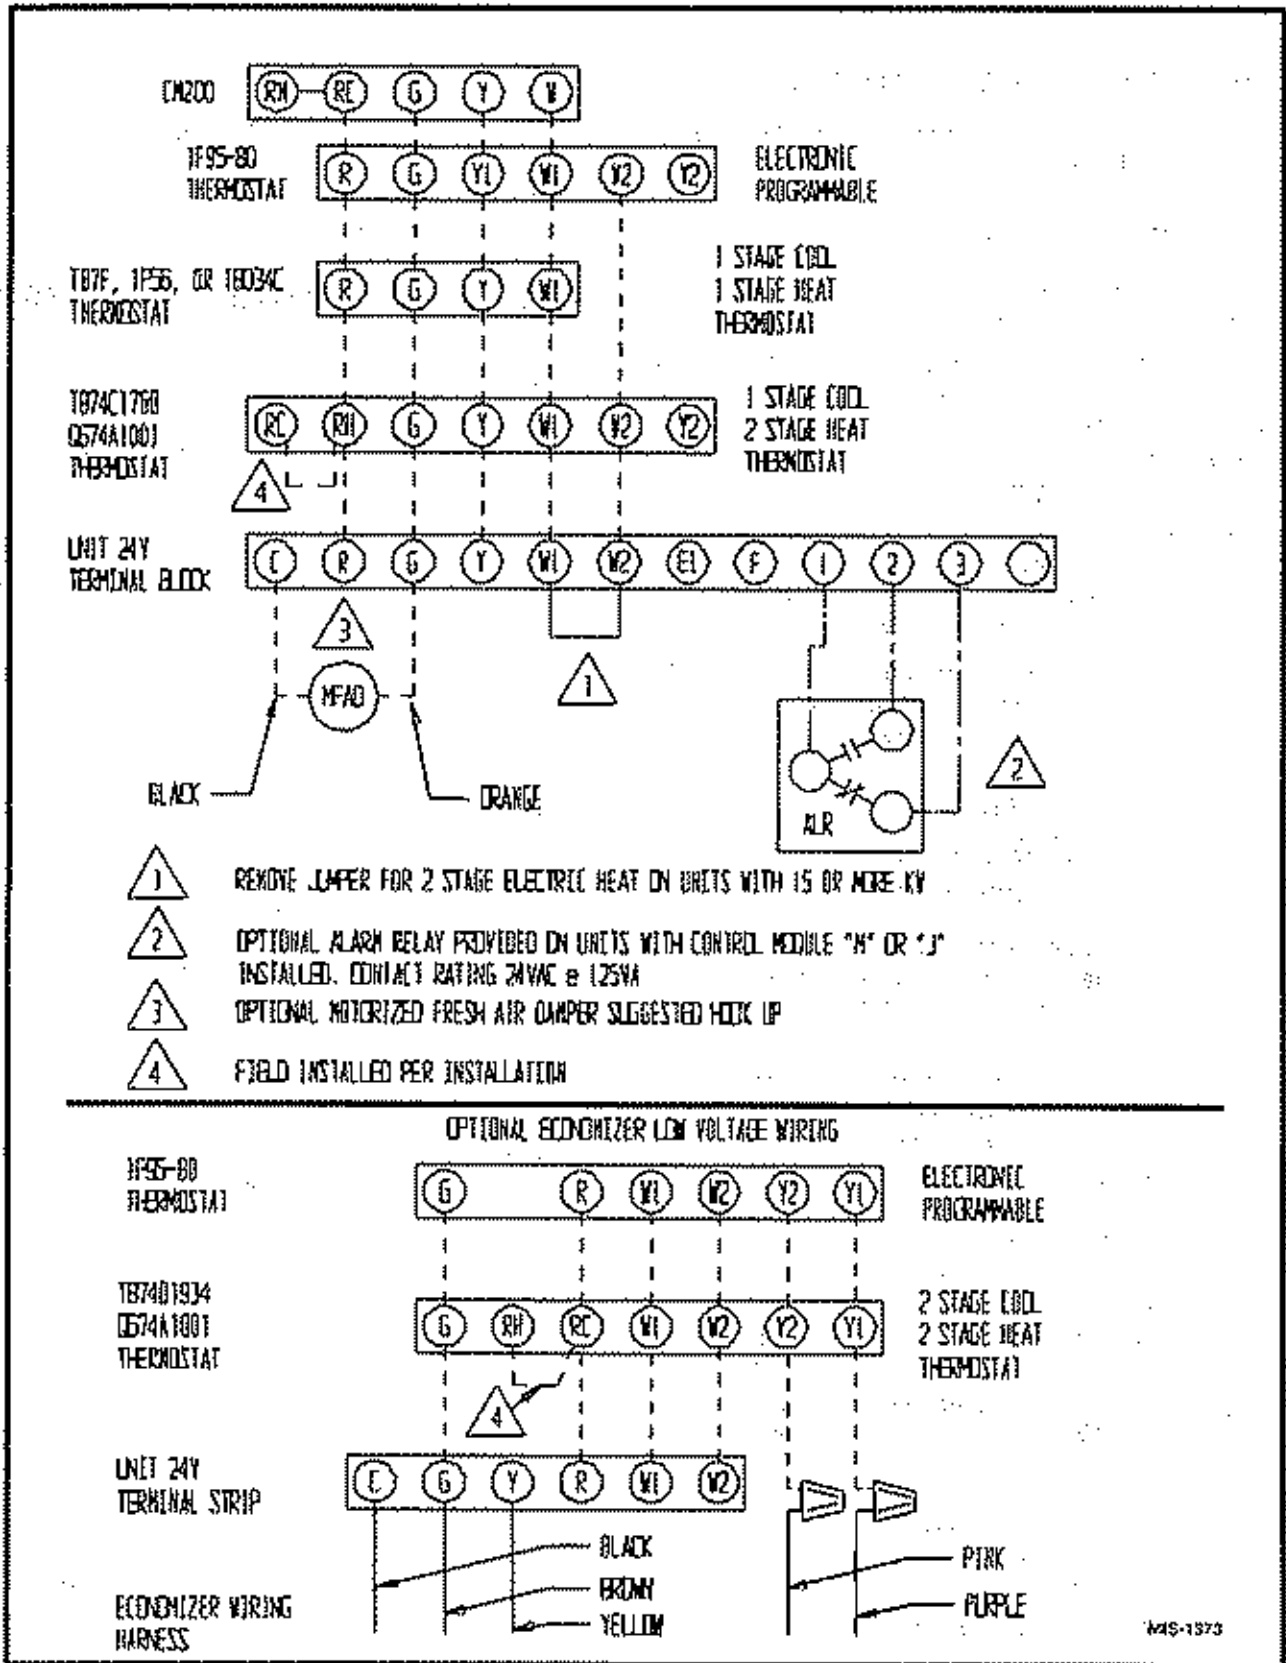 CM200 RH RC G Y W
1F95-80
THERMOSTAT
R G Y1 W1 W2 Y2
ELECTRONIC
PROGRAMMABLE
T87F, 1F56, OR T8034C
THERMOSTAT
R G Y W1
1 STAGE COOL
1 STAGE HEAT
THERMOSTAT
T874C1760
Q674A1001
THERMOSTAT
RC RH G Y W1 W2 Y2
1 STAGE COOL
2 STAGE HEAT
THERMOSTAT
4
UNIT 24V
TERMINAL BLOCK
C R G Y W1 W2 E1 F 1 2 3
3
MFAD
1
2
BLACK
ORANGE
ALR
1 REMOVE JUMPER FOR 2 STAGE ELECTRIC HEAT ON UNITS WITH 15 OR MORE KW
2 OPTIONAL ALARM RELAY PROVIDED ON UNITS WITH CONTROL MODULE "M" OR "J"
INSTALLED. CONTACT RATING 24VAC @ 125VA
3 OPTIONAL MOTORIZED FRESH AIR DAMPER SUGGESTED HOOK UP
4 FIELD INSTALLED PER INSTALLATION
OPTIONAL ECONOMIZER LOW VOLTAGE WIRING
1F95-80
THERMOSTAT
G R W1 W2 Y2 Y1
ELECTRONIC
PROGRAMMABLE
T874D1934
Q674A1001
THERMOSTAT
G RH RC W1 W2 Y2 Y1
2 STAGE COOL
2 STAGE HEAT
THERMOSTAT
4
UNIT 24V
TERMINAL STRIP
C G Y R W1 W2
BLACK
BROWN
YELLOW
PINK
PURPLE
ECONOMIZER WIRING
HARNESS
MIS-1373